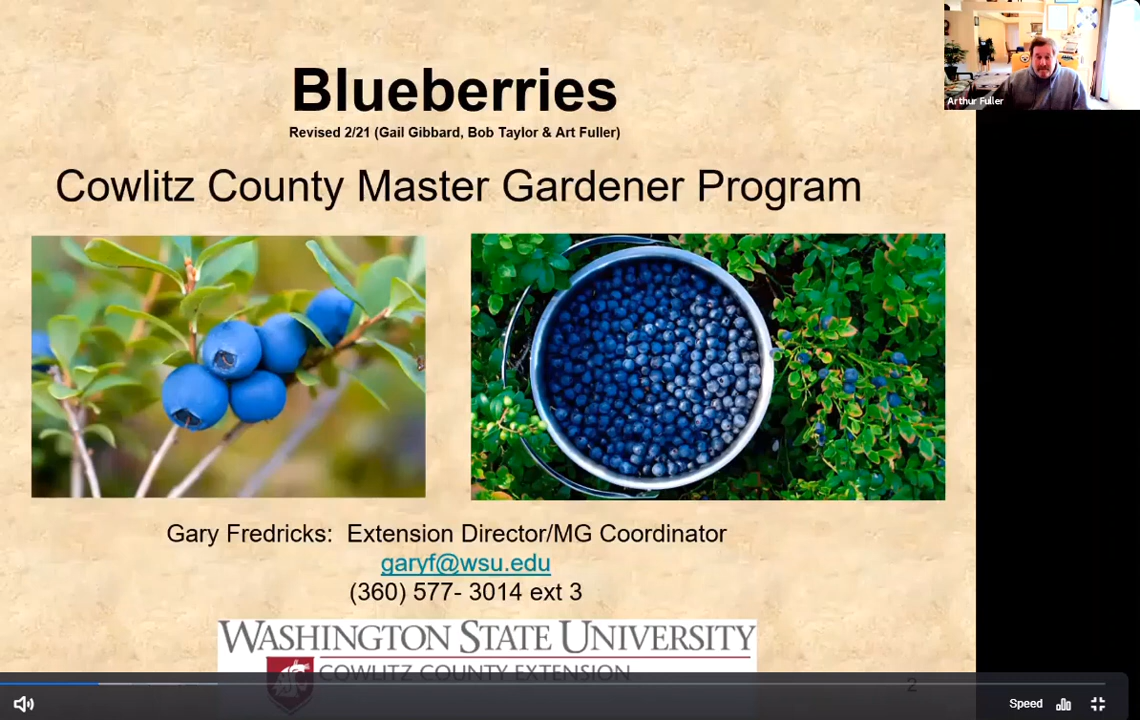 Blueberries
Revised 2/21 (Gail Gibbard, Bob Taylor & Art Fuller)
Arthur Fuller
Cowlitz County Master Gardener Program
Gary Fredricks: Extension Director/MG Coordinator
garyf@wsu.edu
(360) 577- 3014 ext 3
WASHINGTON STATE UNIVERSITY
COWLITZ COUNTY EXTENSION
2
Speed